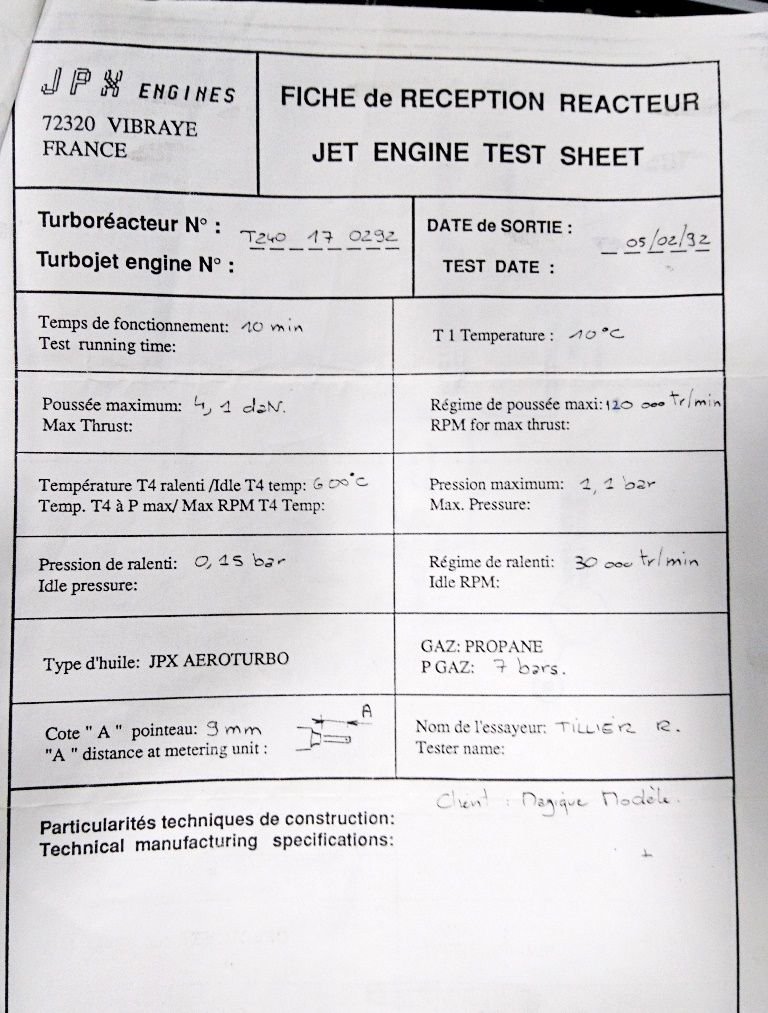 JPX ENGINES
72320 VIBRAYE
FRANCE
FICHE de RECEPTION REACTEUR
JET ENGINE TEST SHEET
Turboréacteur N° : T240 17 0292
Turbojet engine N° :
DATE de SORTIE : 05/02/92
TEST DATE :
Temps de fonctionnement: 10 min
Test running time:
T 1 Temperature : 10°C
Poussée maximum: 4,1 daN.
Max Thrust:
Régime de poussée maxi: 120 000 tr/min
RPM for max thrust:
Température T4 ralenti /Idle T4 temp: 600°C
Temp. T4 à P max/ Max RPM T4 Temp:
Pression maximum: 1,1 bar
Max. Pressure:
Pression de ralenti: 0,15 bar
Idle pressure:
Régime de ralenti: 30 000 tr/min
Idle RPM:
Type d'huile: JPX AEROTURBO
GAZ: PROPANE
P GAZ: 7 bars.
Cote " A " pointeau: 9 mm
"A " distance at metering unit :
A
Nom de l'essayeur: TILLIER R.
Tester name:
Client : Magique Modèle.
Particularités techniques de construction:
Technical manufacturing specifications: